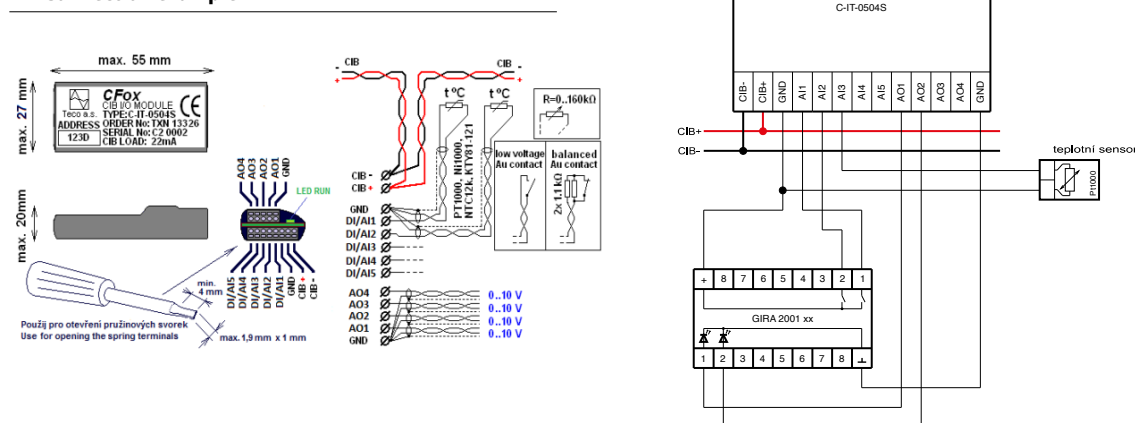 max. 55 mm
max. 27 mm
CFox
CIB I/O MODULE
Teco a.s.
TYPE:C-IT-0504S
ORDER No: TXN 13326
SERIAL No: C2 0002
CIB LOAD: 22mA
ADDRESS
123D
CE
max. 20mm
AO4
AO3
AO2
AO1
GND
LED RUN
DI/AI5
DI/AI4
DI/AI3
DI/AI2
DI/AI1
GND
CIB +
CIB -
min.
4 mm
max. 1,9 mm x 1 mm
Použij pro otevření pružinových svorek
Use for opening the spring terminals
- CIB
+
CIB -
+
t ºC
t ºC
PT1000, Ni1000,
NTC12k, KTY81-121
R=0..160kΩ
low voltage
Au contact
balanced
Au contact
2x 1.1kΩ
CIB -
CIB +
GND
DI/AI1
DI/AI2
DI/AI3
DI/AI4
DI/AI5
AO4
AO3
AO2
AO1
GND
0..10 V
0..10 V
0..10 V
0..10 V
C-IT-0504S
CIB-
CIB+
GND
AI1
AI2
AI3
AI4
AI5
AO1
AO2
AO3
AO4
GND
CIB+
CIB-
teplotní sensor
Pt1000
+ 8 7 6 5 4 3 2 1
GIRA 2001 xx
1 2 3 4 5 6 7 8 ⊥